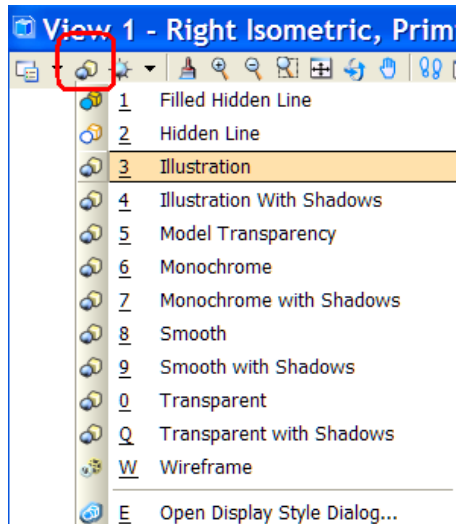 View 1 - Right Isometric, Prim
1 Filled Hidden Line
2 Hidden Line
3 Illustration
4 Illustration With Shadows
5 Model Transparency
6 Monochrome
7 Monochrome with Shadows
8 Smooth
9 Smooth with Shadows
0 Transparent
Q Transparent with Shadows
W Wireframe
E Open Display Style Dialog...